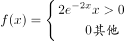 f(x) = { 2e^{-2x} x > 0
0其他